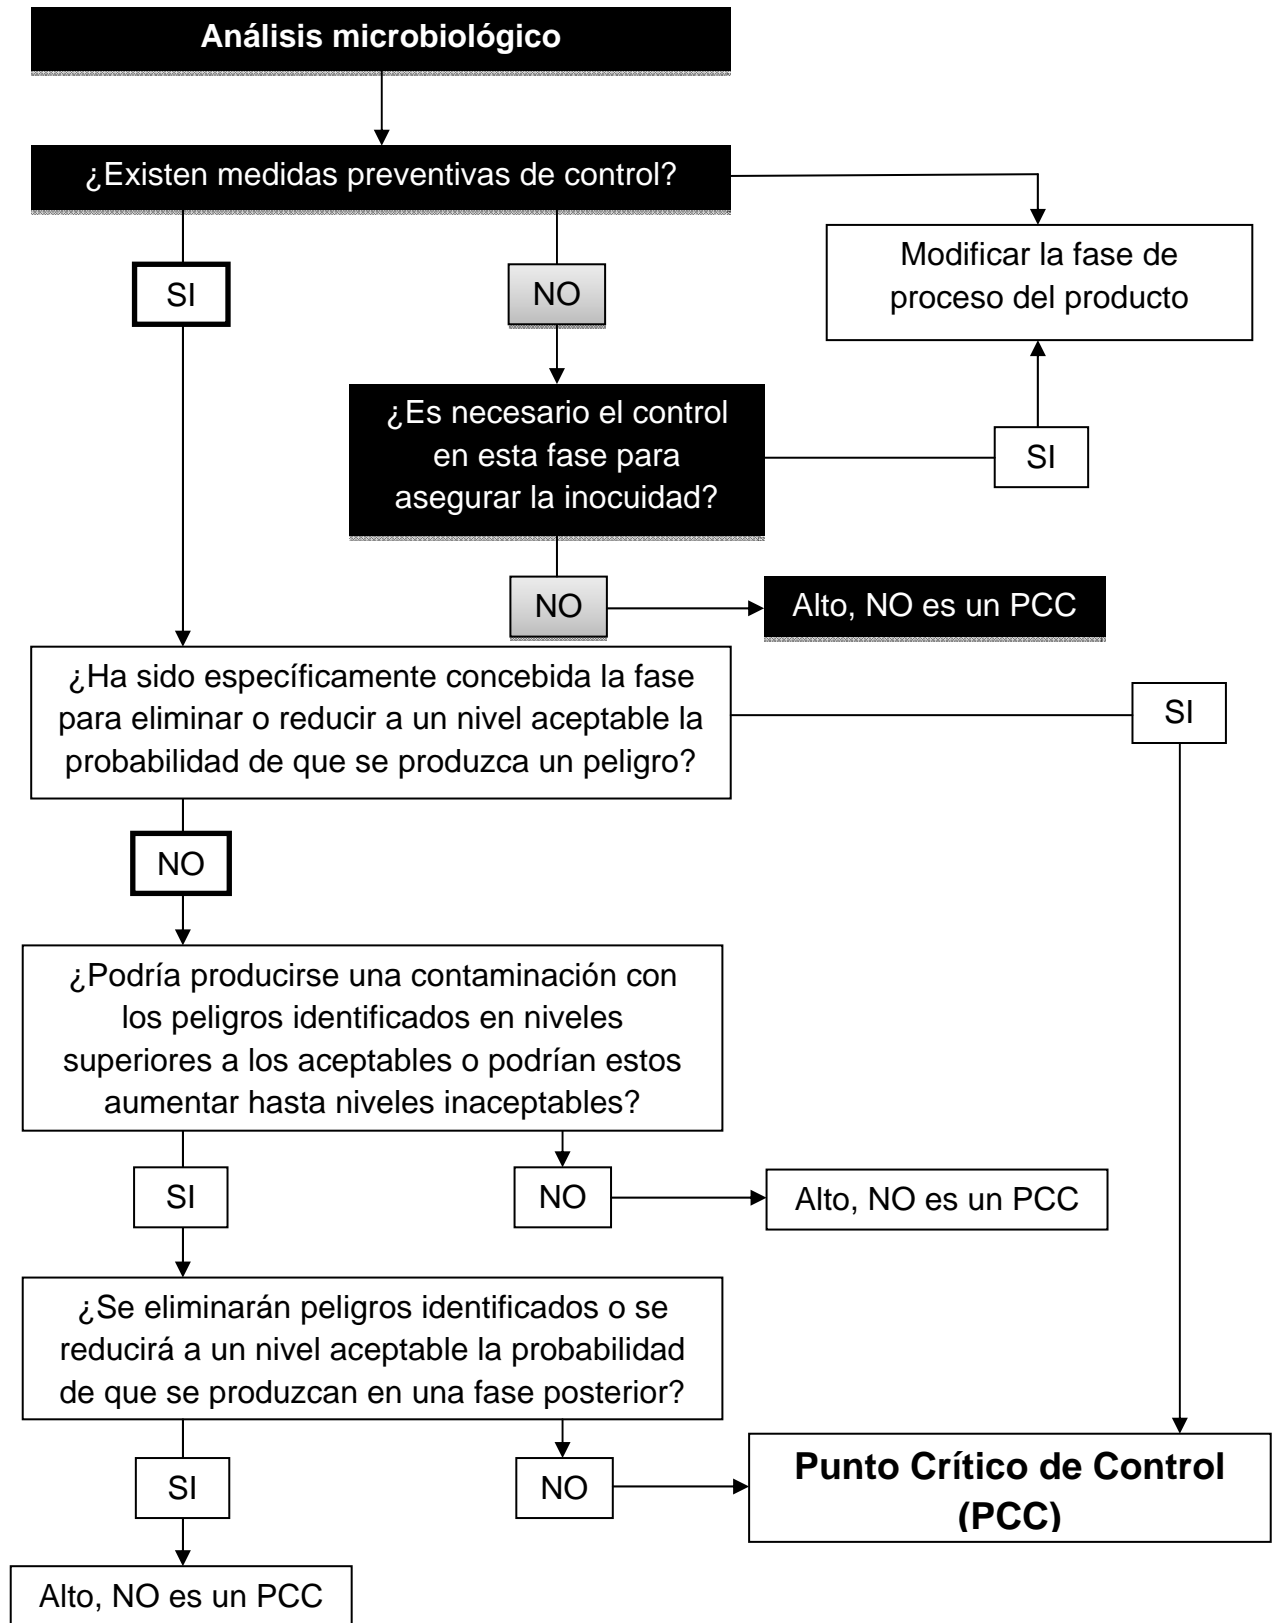 Análisis microbiológico
¿Existen medidas preventivas de control?
Modificar la fase de
proceso del producto
SI
NO
¿Es necesario el control
en esta fase para
asegurar la inocuidad?
SI
NO
Alto, NO es un PCC
¿Ha sido específicamente concebida la fase
para eliminar o reducir a un nivel aceptable la
probabilidad de que se produzca un peligro?
SI
NO
¿Podría producirse una contaminación con
los peligros identificados en niveles
superiores a los aceptables o podrían estos
aumentar hasta niveles inaceptables?
SI
NO
Alto, NO es un PCC
¿Se eliminarán peligros identificados o se
reducirá a un nivel aceptable la probabilidad
de que se produzcan en una fase posterior?
SI
NO
Punto Crítico de Control
(PCC)
Alto, NO es un PCC